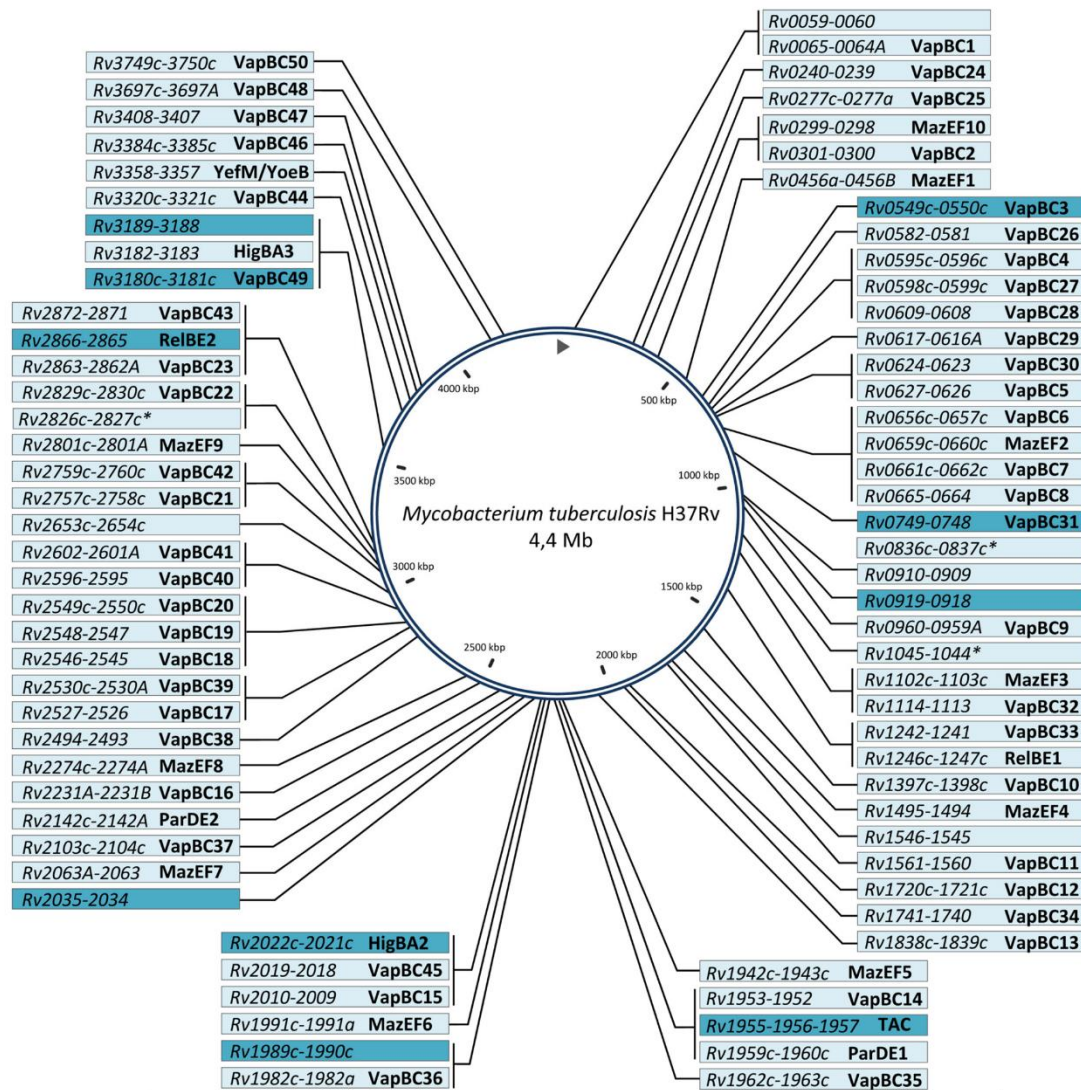 Rv0059-0060
Rv0065-0064A VapBC1
Rv0240-0239 VapBC24
Rv0277c-0277a VapBC25
Rv0299-0298 MazEF10
Rv0301-0300 VapBC2
Rv0456a-0456B MazEF1
Rv0549c-0550c VapBC3
Rv0582-0581 VapBC26
Rv0595c-0596c VapBC4
Rv0598c-0599c VapBC27
Rv0609-0608 VapBC28
Rv0617-0616A VapBC29
Rv0624-0623 VapBC30
Rv0627-0626 VapBC5
Rv0656c-0657c VapBC6
Rv0659c-0660c MazEF2
Rv0661c-0662c VapBC7
Rv0665-0664 VapBC8
Rv0749-0748 VapBC31
Rv0836c-0837c*
Rv0910-0909
Rv0919-0918
Rv0960-0959A VapBC9
Rv1045-1044*
Rv1102c-1103c MazEF3
Rv1114-1113 VapBC32
Rv1242-1241 VapBC33
Rv1246c-1247c RelBE1
Rv1397c-1398c VapBC10
Rv1495-1494 MazEF4
Rv1546-1545
Rv1561-1560 VapBC11
Rv1720c-1721c VapBC12
Rv1741-1740 VapBC34
Rv1838c-1839c VapBC13
Rv1942c-1943c MazEF5
Rv1953-1952 VapBC14
Rv1955-1956-1957 TAC
Rv1959c-1960c ParDE1
Rv1962c-1963c VapBC35
Rv3749c-3750c VapBC50
Rv3697c-3697A VapBC48
Rv3408-3407 VapBC47
Rv3384c-3385c VapBC46
Rv3358-3357 YefM/YoeB
Rv3320c-3321c VapBC44
Rv3189-3188
Rv3182-3183 HigBA3
Rv3180c-3181c VapBC49
Rv2872-2871 VapBC43
Rv2866-2865 RelBE2
Rv2863-2862A VapBC23
Rv2829c-2830c VapBC22
Rv2826c-2827c*
Rv2801c-2801A MazEF9
Rv2759c-2760c VapBC42
Rv2757c-2758c VapBC21
Rv2653c-2654c
Rv2602-2601A VapBC41
Rv2596-2595 VapBC40
Rv2549c-2550c VapBC20
Rv2548-2547 VapBC19
Rv2546-2545 VapBC18
Rv2530c-2530A VapBC39
Rv2527-2526 VapBC17
Rv2494-2493 VapBC38
Rv2274c-2274A MazEF8
Rv2231A-2231B VapBC16
Rv2142c-2142A ParDE2
Rv2103c-2104c VapBC37
Rv2063A-2063 MazEF7
Rv2035-2034
Rv2022c-2021c HigBA2
Rv2019-2018 VapBC45
Rv2010-2009 VapBC15
Rv1991c-1991a MazEF6
Rv1989c-1990c
Rv1982c-1982a VapBC36
500 kbp
1000 kbp
1500 kbp
2000 kbp
2500 kbp
3000 kbp
3500 kbp
4000 kbp
Mycobacterium tuberculosis H37Rv
4,4 Mb